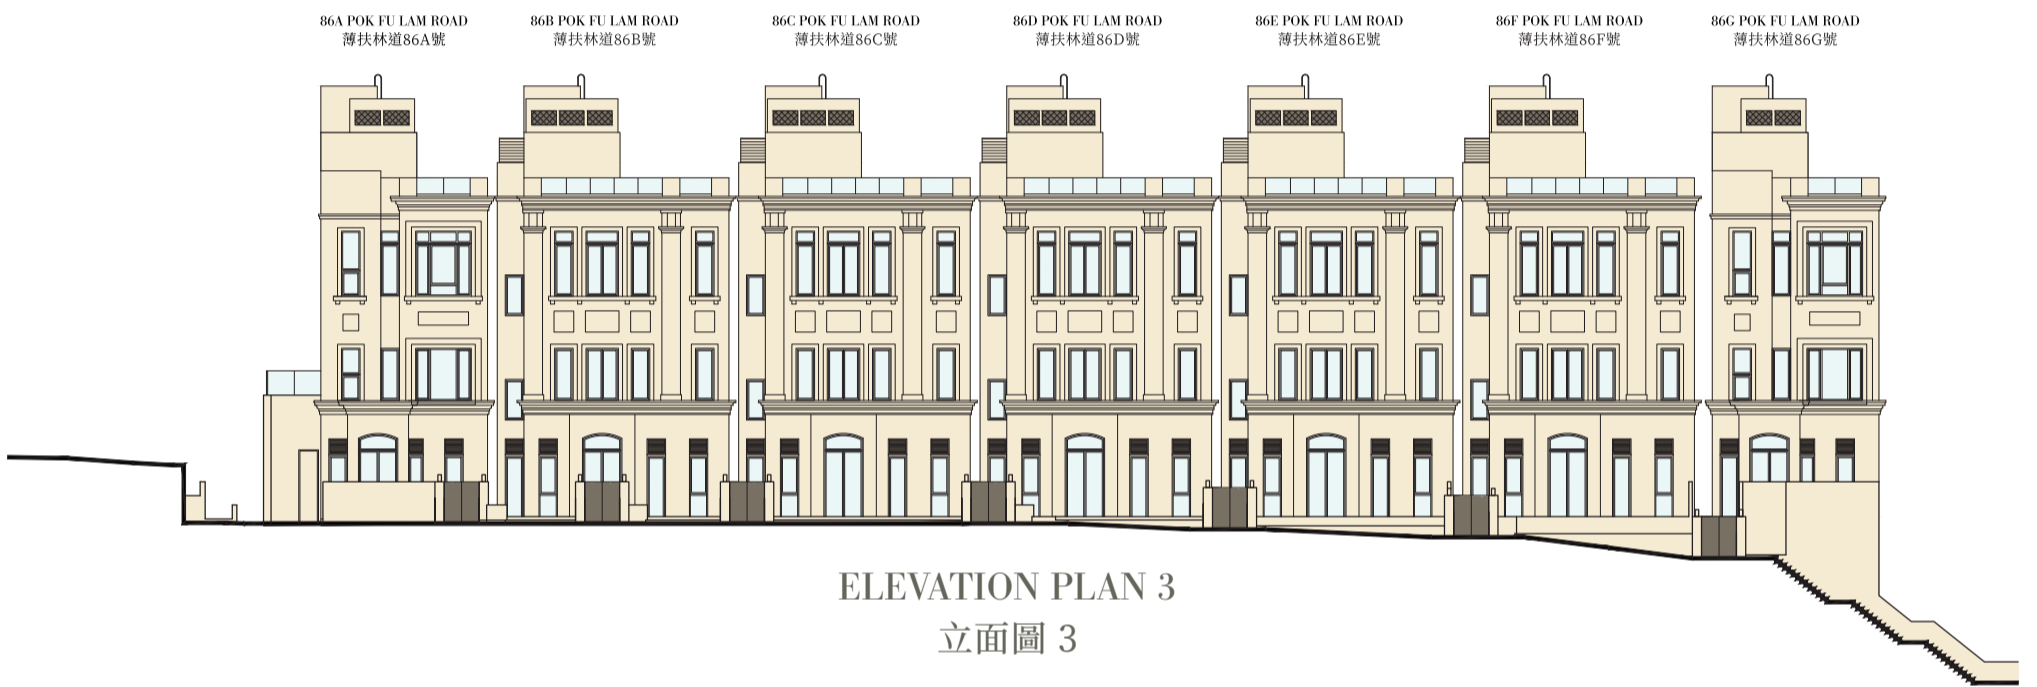 86A POK FU LAM ROAD
薄扶林道86A號
86B POK FU LAM ROAD
薄扶林道86B號
86C POK FU LAM ROAD
薄扶林道86C號
86D POK FU LAM ROAD
薄扶林道86D號
86E POK FU LAM ROAD
薄扶林道86E號
86F POK FU LAM ROAD
薄扶林道86F號
86G POK FU LAM ROAD
薄扶林道86G號
ELEVATION PLAN 3
立面圖 3